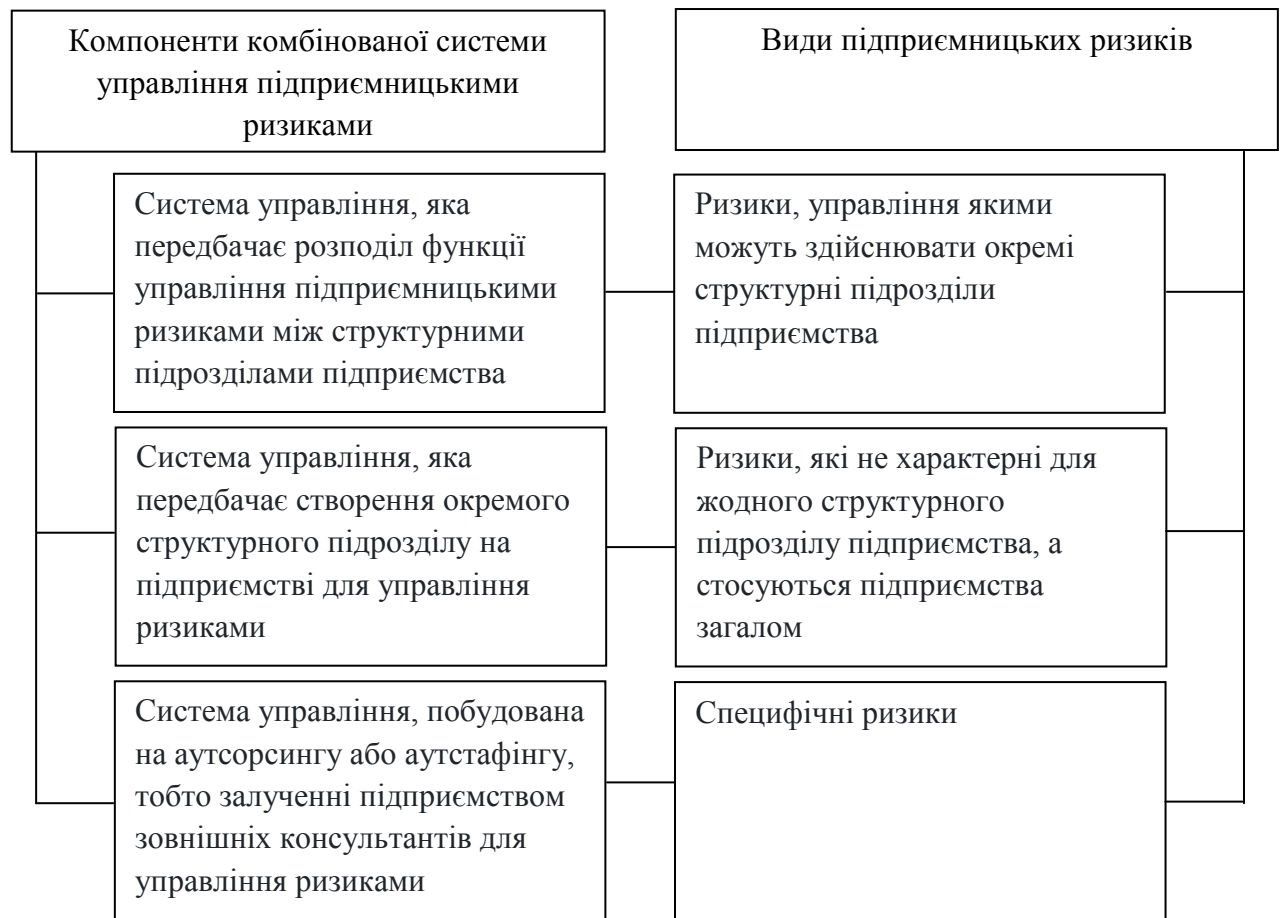 Компоненти комбінованої системи
управління підприємницькими
ризиками
Види підприємницьких ризиків
Система управління, яка
передбачає розподіл функції
управління підприємницькими
ризиками між структурними
підрозділами підприємства
Ризики, управління якими
можуть здійснювати окремі
структурні підрозділи
підприємства
Система управління, яка
передбачає створення окремого
структурного підрозділу на
підприємстві для управління
ризиками
Ризики, які не характерні для
жодного структурного
підрозділу підприємства, а
стосуються підприємства
загалом
Система управління, побудована
на аутсорсингу або аутстафінгу,
тобто залученні підприємством
зовнішніх консультантів для
управління ризиками
Специфічні ризики